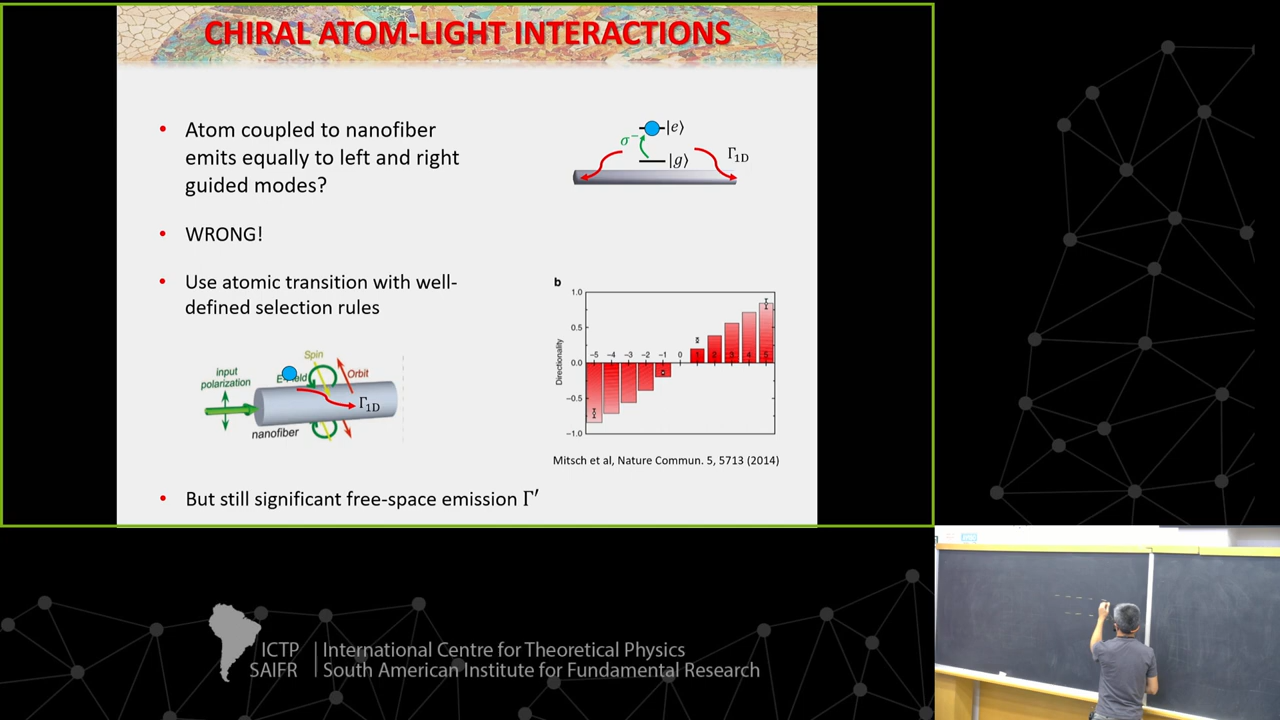 CHIRAL ATOM-LIGHT INTERACTIONS
• Atom coupled to nanofiber
emits equally to left and right
guided modes?
σ⁻
|e⟩
|g⟩
Γ1D
• WRONG!
• Use atomic transition with well-
defined selection rules
b
1.0
0.5
0.0
−0.5
−1.0
Directionality
−5 −4 −3 −2 −1 0 1 2 3 4 5
input
polarization
Spin
Orbit
nanofiber
Γ1D
Mitsch et al, Nature Commun. 5, 5713 (2014)
• But still significant free-space emission Γ′
ICTP
SAIFR
International Centre for Theoretical Physics
South American Institute for Fundamental Research